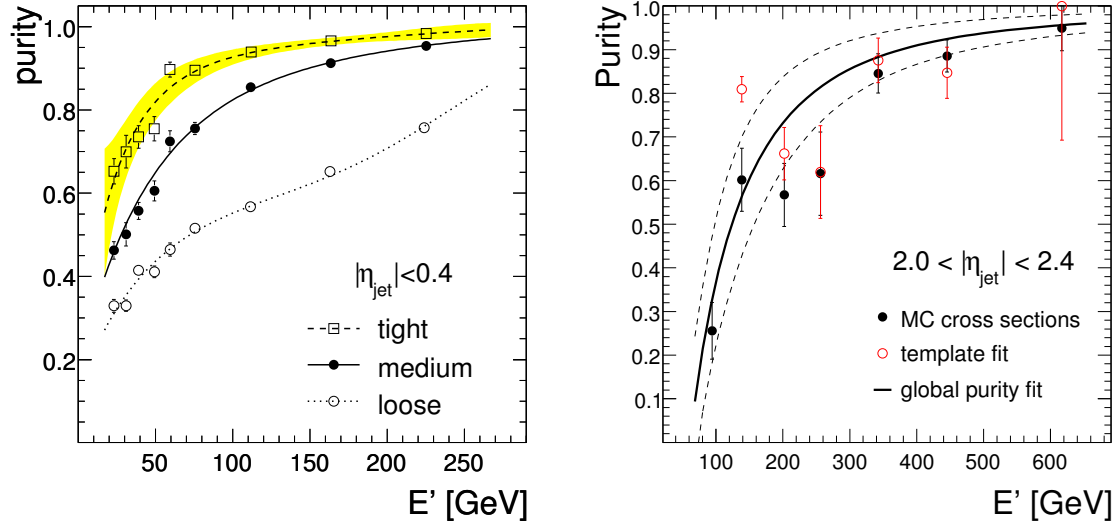 purity
1.0
0.8
0.6
0.4
0.2
|η_jet|<0.4
tight
medium
loose
50 100 150 200 250
E' [GeV]
Purity
1.0
0.9
0.8
0.7
0.6
0.5
0.4
0.3
0.2
0.1
2.0 < |η_jet| < 2.4
MC cross sections
template fit
global purity fit
100 200 300 400 500 600
E' [GeV]